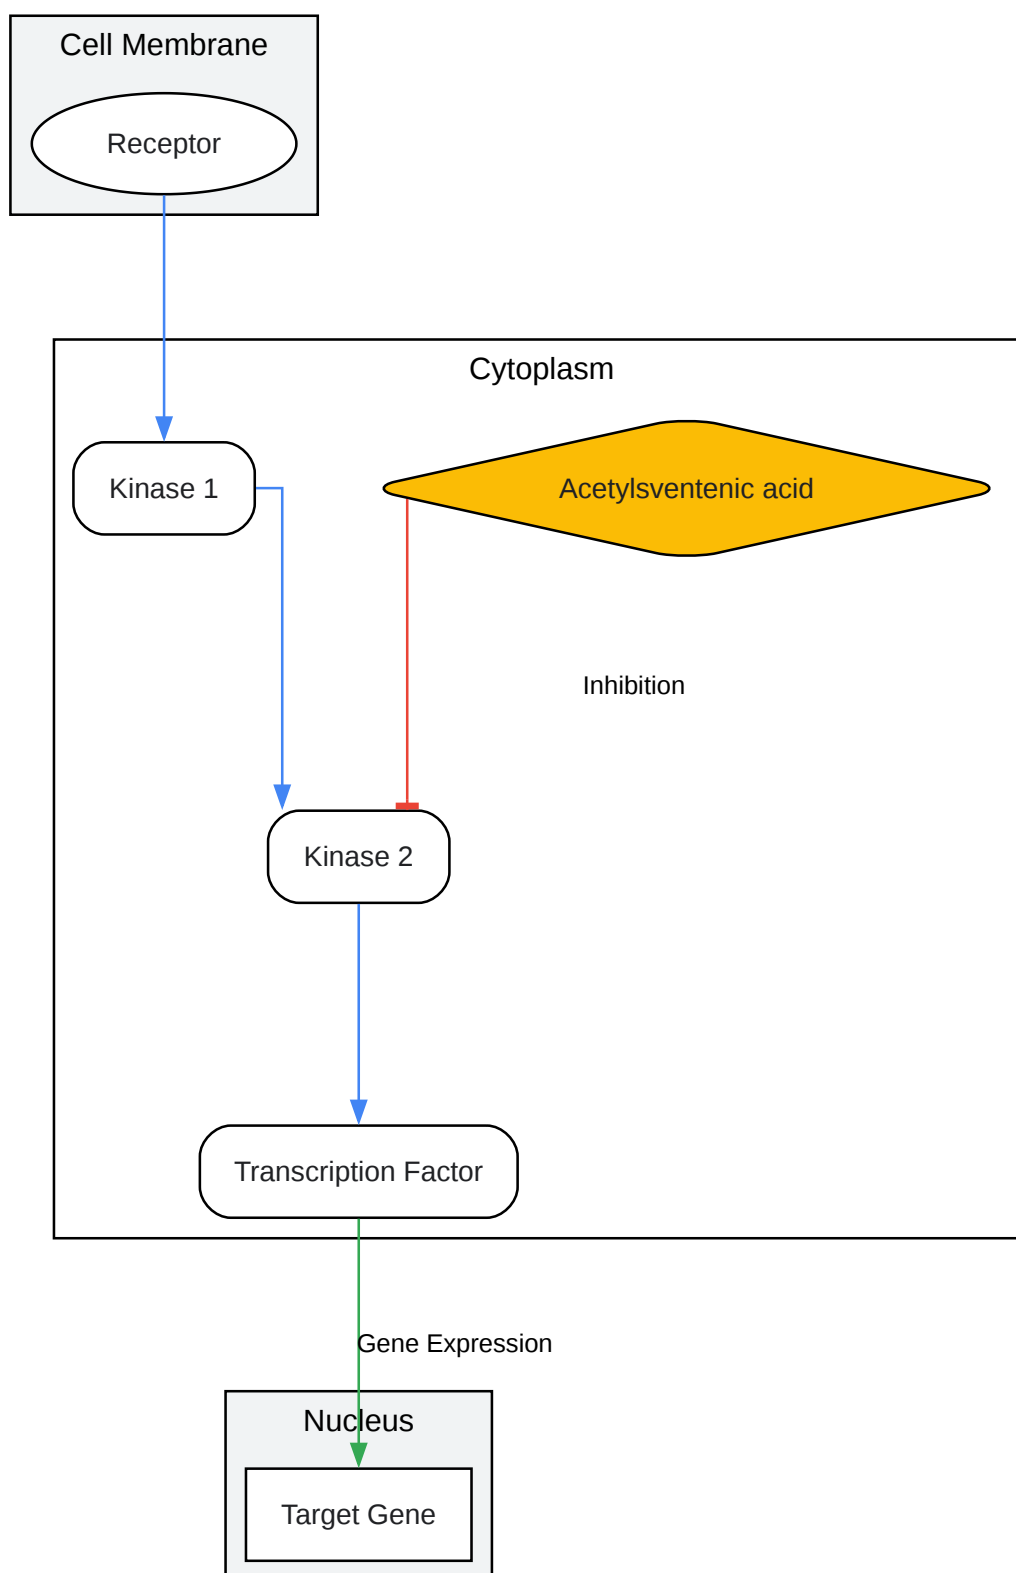 Cell Membrane
Receptor
Cytoplasm
Kinase 1
Acetylsventenic acid
Inhibition
Kinase 2
Transcription Factor
Gene Expression
Nucleus
Target Gene